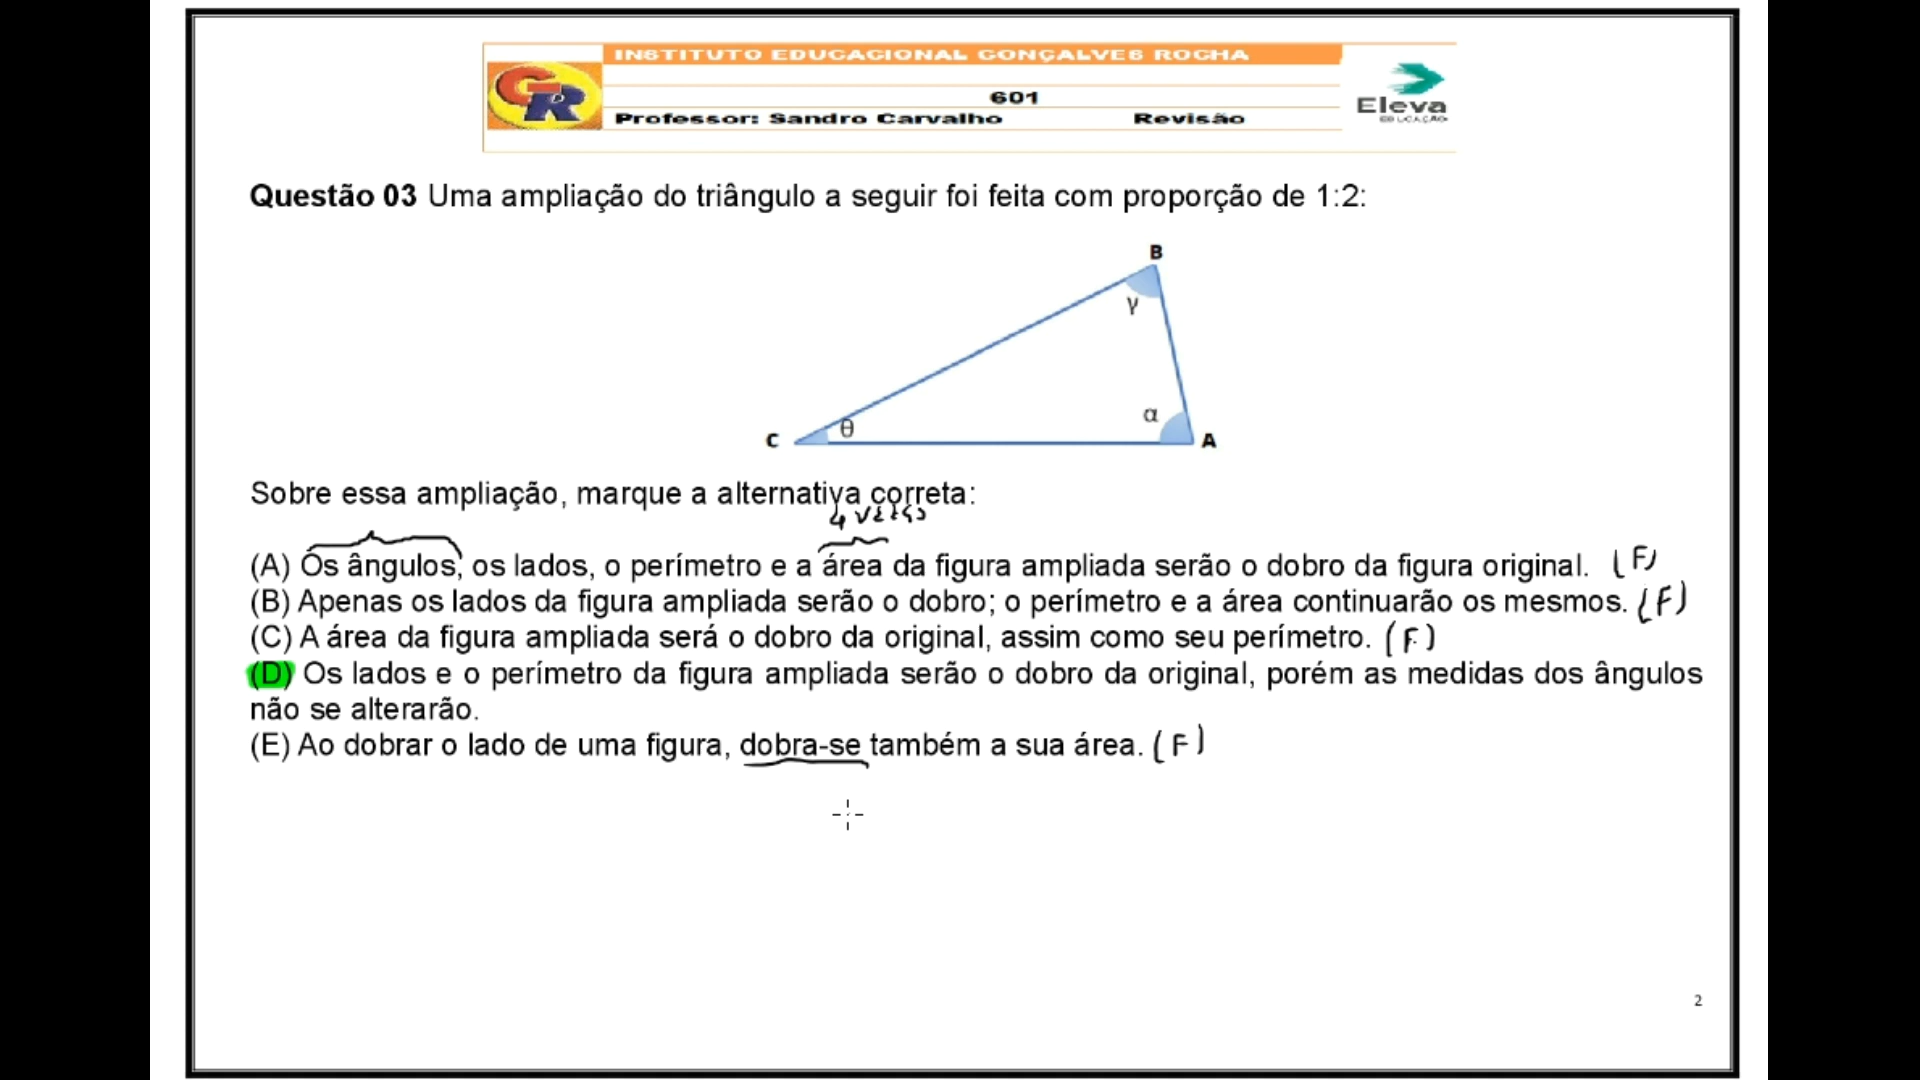 INSTITUTO EDUCACIONAL GONÇALVES ROCHA
GR
601
Professor: Sandro Carvalho Revisão
Eleva
EDUCAÇÃO
Questão 03 Uma ampliação do triângulo a seguir foi feita com proporção de 1:2:
B
γ
α
θ
C
A
Sobre essa ampliação, marque a alternativa correta:
4 vezes
(A) Os ângulos, os lados, o perímetro e a área da figura ampliada serão o dobro da figura original. (F)
(B) Apenas os lados da figura ampliada serão o dobro; o perímetro e a área continuarão os mesmos. (F)
(C) A área da figura ampliada será o dobro da original, assim como seu perímetro. (F)
(D) Os lados e o perímetro da figura ampliada serão o dobro da original, porém as medidas dos ângulos
não se alterarão.
(E) Ao dobrar o lado de uma figura, dobra-se também a sua área. (F)
2